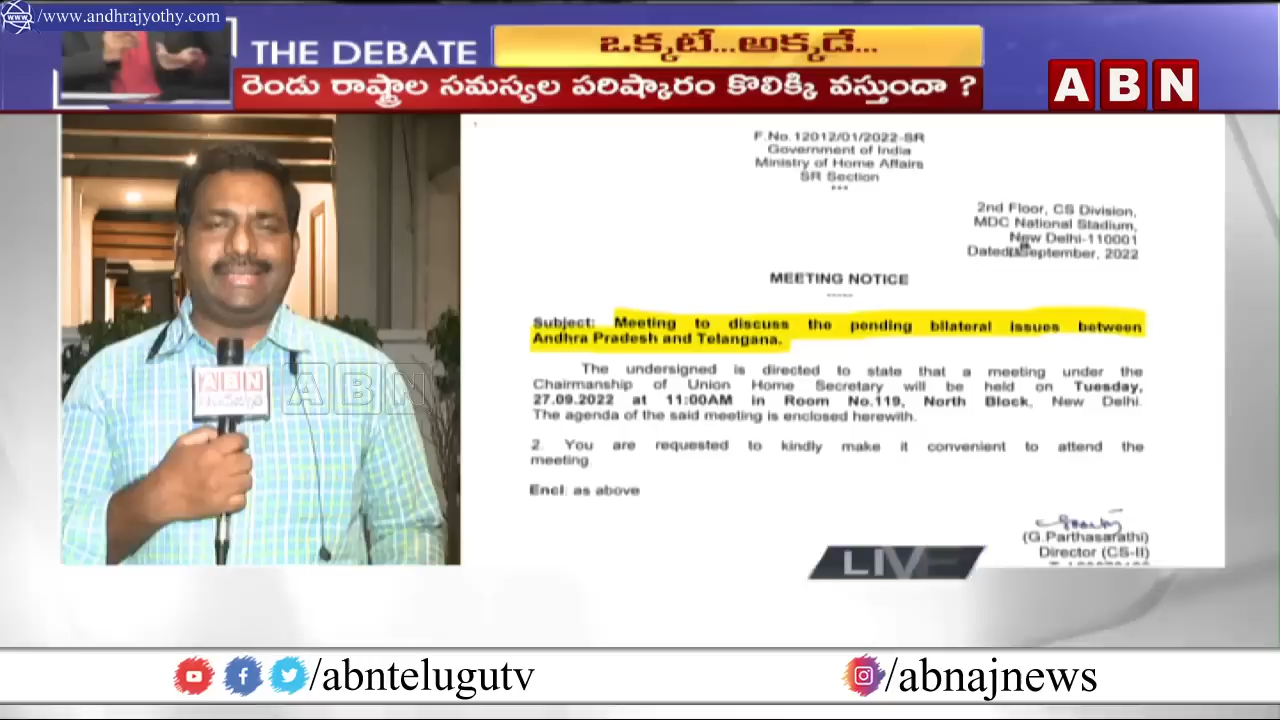 /www.andhrajyothy.com
THE DEBATE
ఒక్కటే...అక్కడే...
రెండు రాష్ట్రాల సమస్యల పరిష్కారం కొలిక్కి వస్తుందా ?
ABN
F.No.12012/01/2022-SR
Government of India
Ministry of Home Affairs
SR Section
***
2nd Floor, CS Division,
MDC National Stadium,
New Delhi-110001
Dated September, 2022
MEETING NOTICE
-----
Subject: Meeting to discuss the pending bilateral issues between
Andhra Pradesh and Telangana.
The undersigned is directed to state that a meeting under the
Chairmanship of Union Home Secretary will be held on Tuesday,
27.09.2022 at 11:00AM in Room No.119, North Block, New Delhi.
The agenda of the said meeting is enclosed herewith.
2. You are requested to kindly make it convenient to attend the
meeting
Encl: as above
(G.Parthasarathi)
Director (CS-II)
ABN
ABN
LIVE
/abntelugutv
/abnajnews